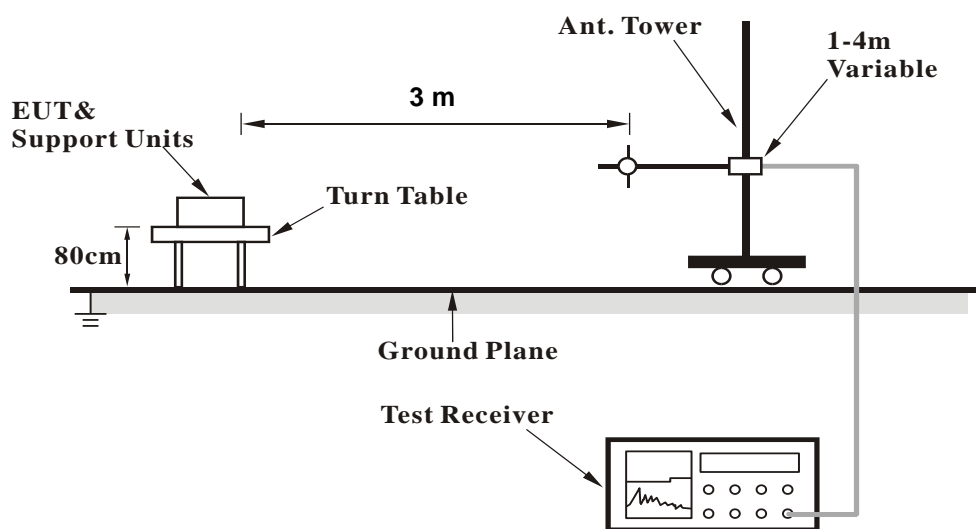 Ant. Tower
1-4m
Variable
3 m
EUT&
Support Units
Turn Table
80cm
Ground Plane
Test Receiver